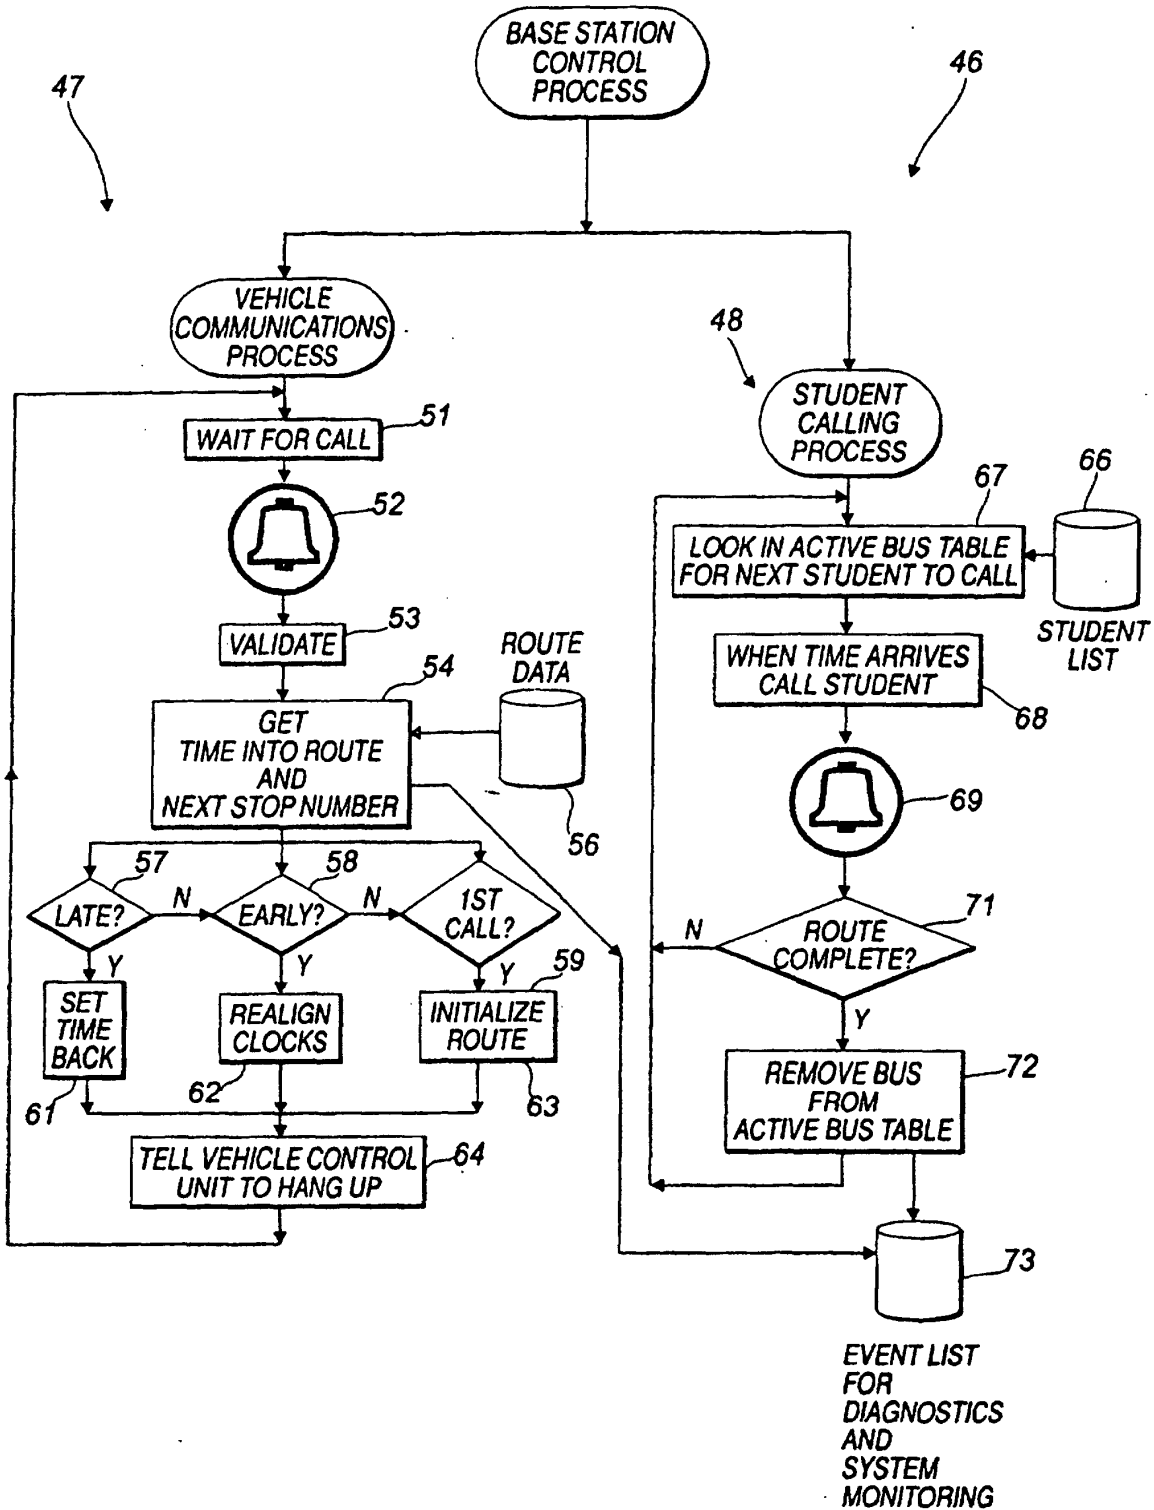 BASE STATION
CONTROL
PROCESS
47
46
VEHICLE
COMMUNICATIONS
PROCESS
48
STUDENT
CALLING
PROCESS
WAIT FOR CALL
51
52
67
66
LOOK IN ACTIVE BUS TABLE
FOR NEXT STUDENT TO CALL
STUDENT
LIST
VALIDATE
53
ROUTE
DATA
54
WHEN TIME ARRIVES
CALL STUDENT
68
GET
TIME INTO ROUTE
AND
NEXT STOP NUMBER
56
69
57
58
LATE?
N
EARLY?
N
1ST
CALL?
71
ROUTE
COMPLETE?
N
Y
Y
Y
59
Y
SET
TIME
BACK
REALIGN
CLOCKS
INITIALIZE
ROUTE
61
62
63
REMOVE BUS
FROM
ACTIVE BUS TABLE
72
TELL VEHICLE CONTROL
UNIT TO HANG UP
64
73
EVENT LIST
FOR
DIAGNOSTICS
AND
SYSTEM
MONITORING